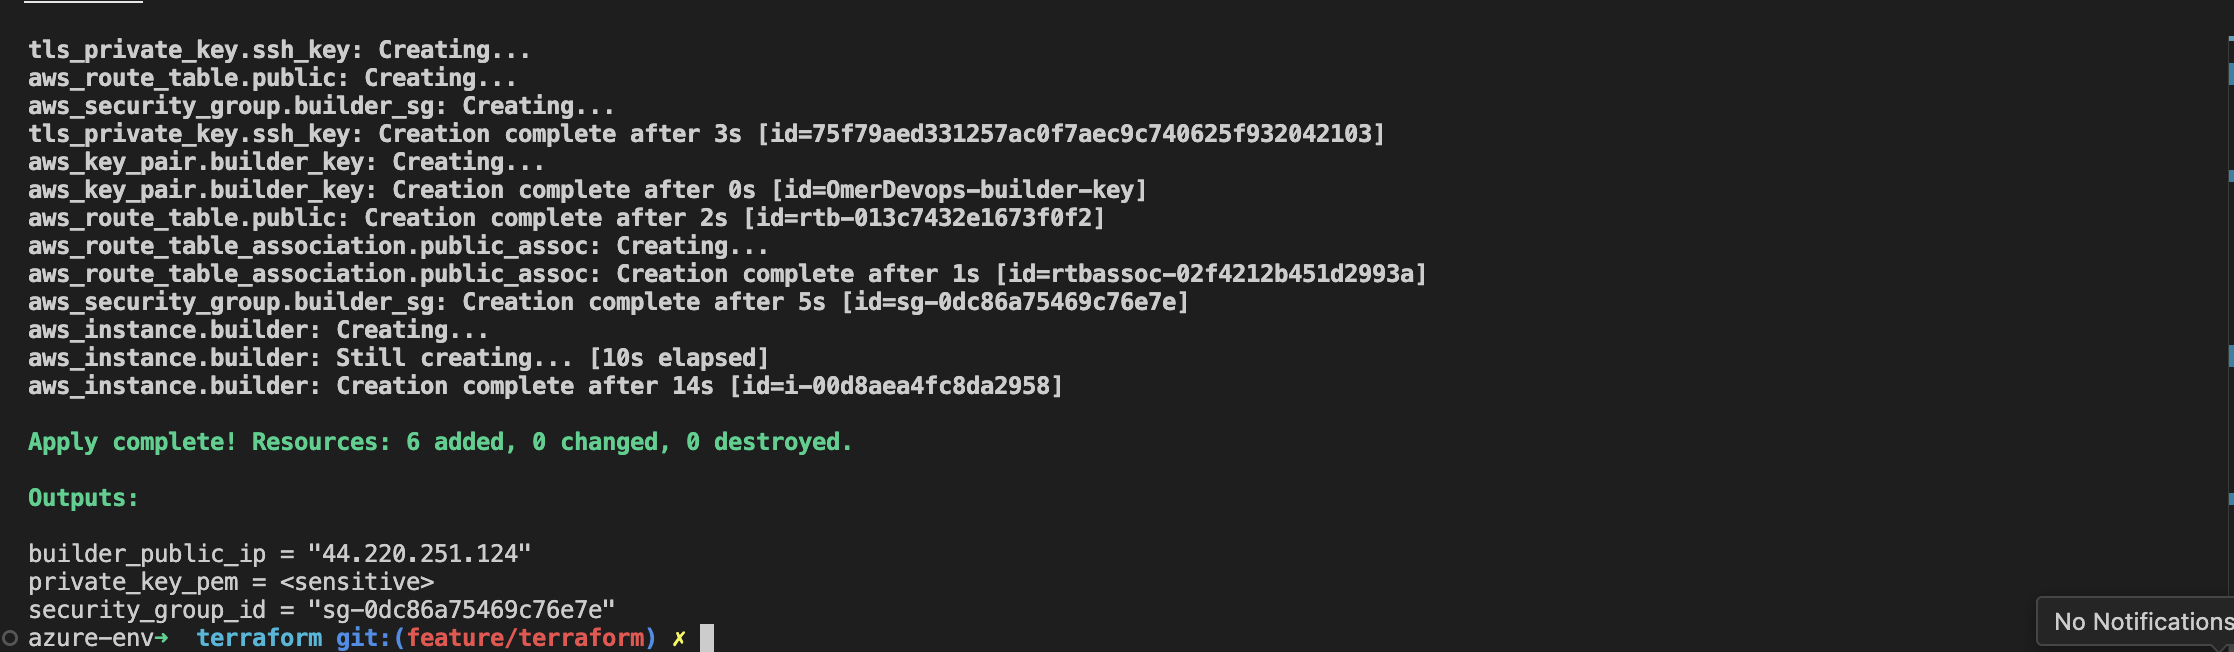 tls_private_key.ssh_key: Creating...
aws_route_table.public: Creating...
aws_security_group.builder_sg: Creating...
tls_private_key.ssh_key: Creation complete after 3s [id=75f79aed331257ac0f7aec9c740625f932042103]
aws_key_pair.builder_key: Creating...
aws_key_pair.builder_key: Creation complete after 0s [id=OmerDevops-builder-key]
aws_route_table.public: Creation complete after 2s [id=rtb-013c7432e1673f0f2]
aws_route_table_association.public_assoc: Creating...
aws_route_table_association.public_assoc: Creation complete after 1s [id=rtbassoc-02f4212b451d2993a]
aws_security_group.builder_sg: Creation complete after 5s [id=sg-0dc86a75469c76e7e]
aws_instance.builder: Creating...
aws_instance.builder: Still creating... [10s elapsed]
aws_instance.builder: Creation complete after 14s [id=i-00d8aea4fc8da2958]
Apply complete! Resources: 6 added, 0 changed, 0 destroyed.
Outputs:
builder_public_ip = "44.220.251.124"
private_key_pem = <sensitive>
security_group_id = "sg-0dc86a75469c76e7e"
azure-env➜  terraform git:(feature/terraform) ✗
No Notifications